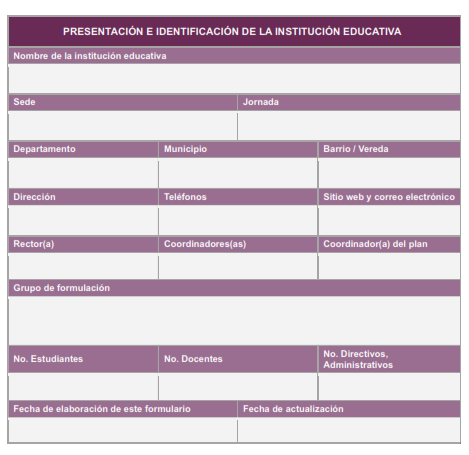 PRESENTACIÓN E IDENTIFICACIÓN DE LA INSTITUCIÓN EDUCATIVA
Nombre de la institución educativa
Sede
Jornada
Departamento
Municipio
Barrio / Vereda
Dirección
Teléfonos
Sitio web y correo electrónico
Rector(a)
Coordinadores(as)
Coordinador(a) del plan
Grupo de formulación
No. Estudiantes
No. Docentes
No. Directivos,
Administrativos
Fecha de elaboración de este formulario
Fecha de actualización